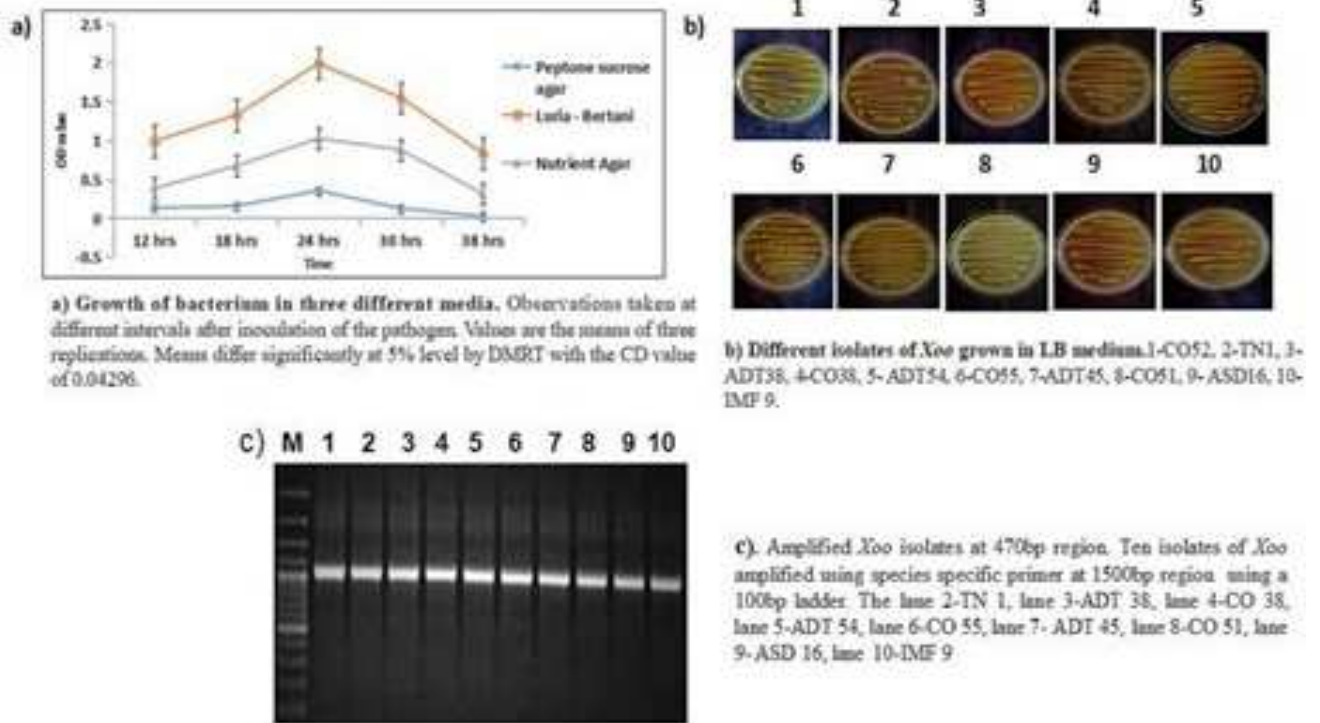 a)
2.5
2
1.5
1
0.5
0
-0.5
12 hrs
18 hrs
24 hrs
30 hrs
38 hrs
Time
Peptone sucrose
agar
Luria - Bertani
Nutrient Agar
a) Growth of bacterium in three different media. Observations taken at
different intervals after inoculation of the pathogen. Values are the means of three
replications. Means differ significantly at 5% level by DMRT with the CD value
of 0.04296.
b)
1 2 3 4 5
6 7 8 9 10
b) Different isolates of Xoo grown in LB medium.1-CO52, 2-TN1, 3-
ADT38, 4-CO38, 5- ADT54, 6-CO55, 7-ADT45, 8-CO51, 9- ASD16, 10-
IMF 9.
c) M 1 2 3 4 5 6 7 8 9 10
c). Amplified Xoo isolates at 470bp region. Ten isolates of Xoo
amplified using species specific primer at 1500bp region using a
100bp ladder. The lane 2-TN 1, lane 3-ADT 38, lane 4-CO 38,
lane 5-ADT 54, lane 6-CO 55, lane 7- ADT 45, lane 8-CO 51, lane
9- ASD 16, lane 10-IMF 9